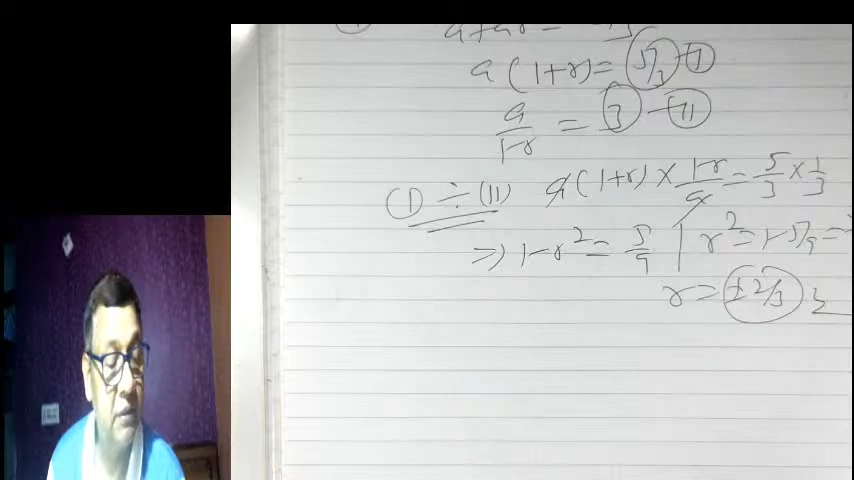 a + ar =
a (1+r) = 5/3 — I
a/1-r = 3 — II
I ÷ (II) a(1+r) × 1-r/a = 5/3 × 1/3
⇒ 1-r² = 5/9 | r² = 1-5/9 =
r = ±2/3